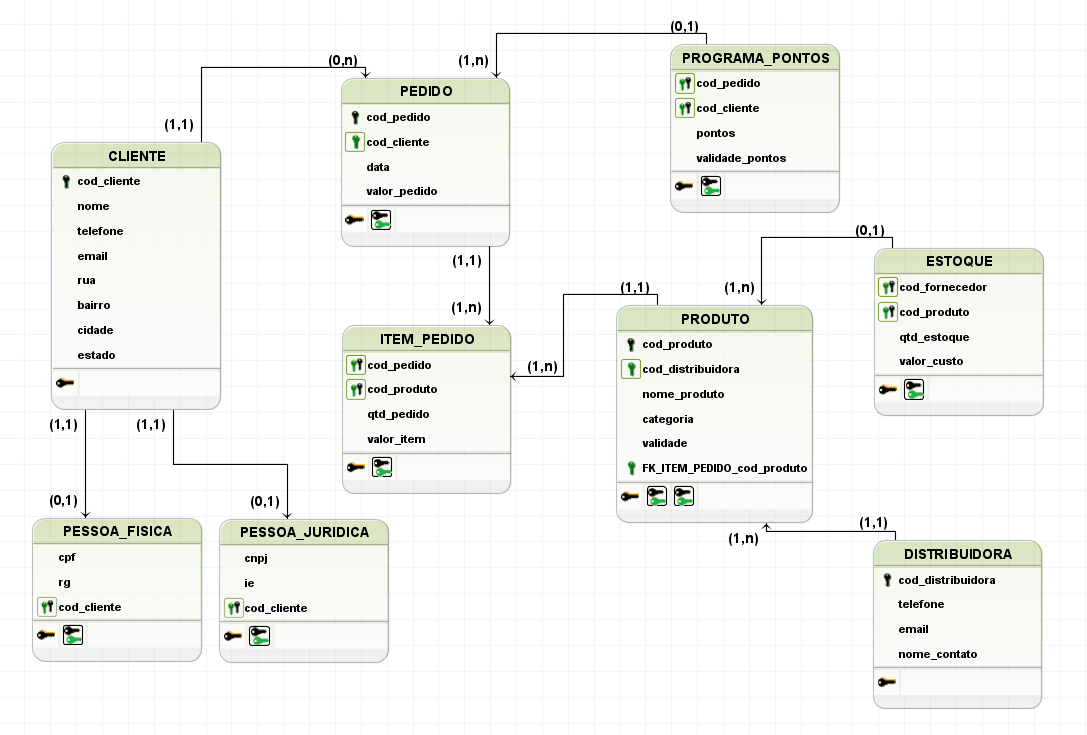 (0,1)
(0,n)
(1,n)
PROGRAMA_PONTOS
cod_pedido
cod_cliente
pontos
validade_pontos
PEDIDO
cod_pedido
cod_cliente
data
valor_pedido
(1,1)
CLIENTE
cod_cliente
nome
telefone
email
rua
bairro
cidade
estado
(0,1)
ESTOQUE
cod_fornecedor
cod_produto
qtd_estoque
valor_custo
(1,1)
(1,n)
(1,1)
(1,n)
PRODUTO
cod_produto
cod_distribuidora
nome_produto
categoria
validade
FK_ITEM_PEDIDO_cod_produto
ITEM_PEDIDO
cod_pedido
cod_produto
qtd_pedido
valor_item
(1,n)
(1,1)
(1,1)
(0,1)
(0,1)
PESSOA_FISICA
cpf
rg
cod_cliente
PESSOA_JURIDICA
cnpj
ie
cod_cliente
(1,1)
(1,n)
DISTRIBUIDORA
cod_distribuidora
telefone
email
nome_contato